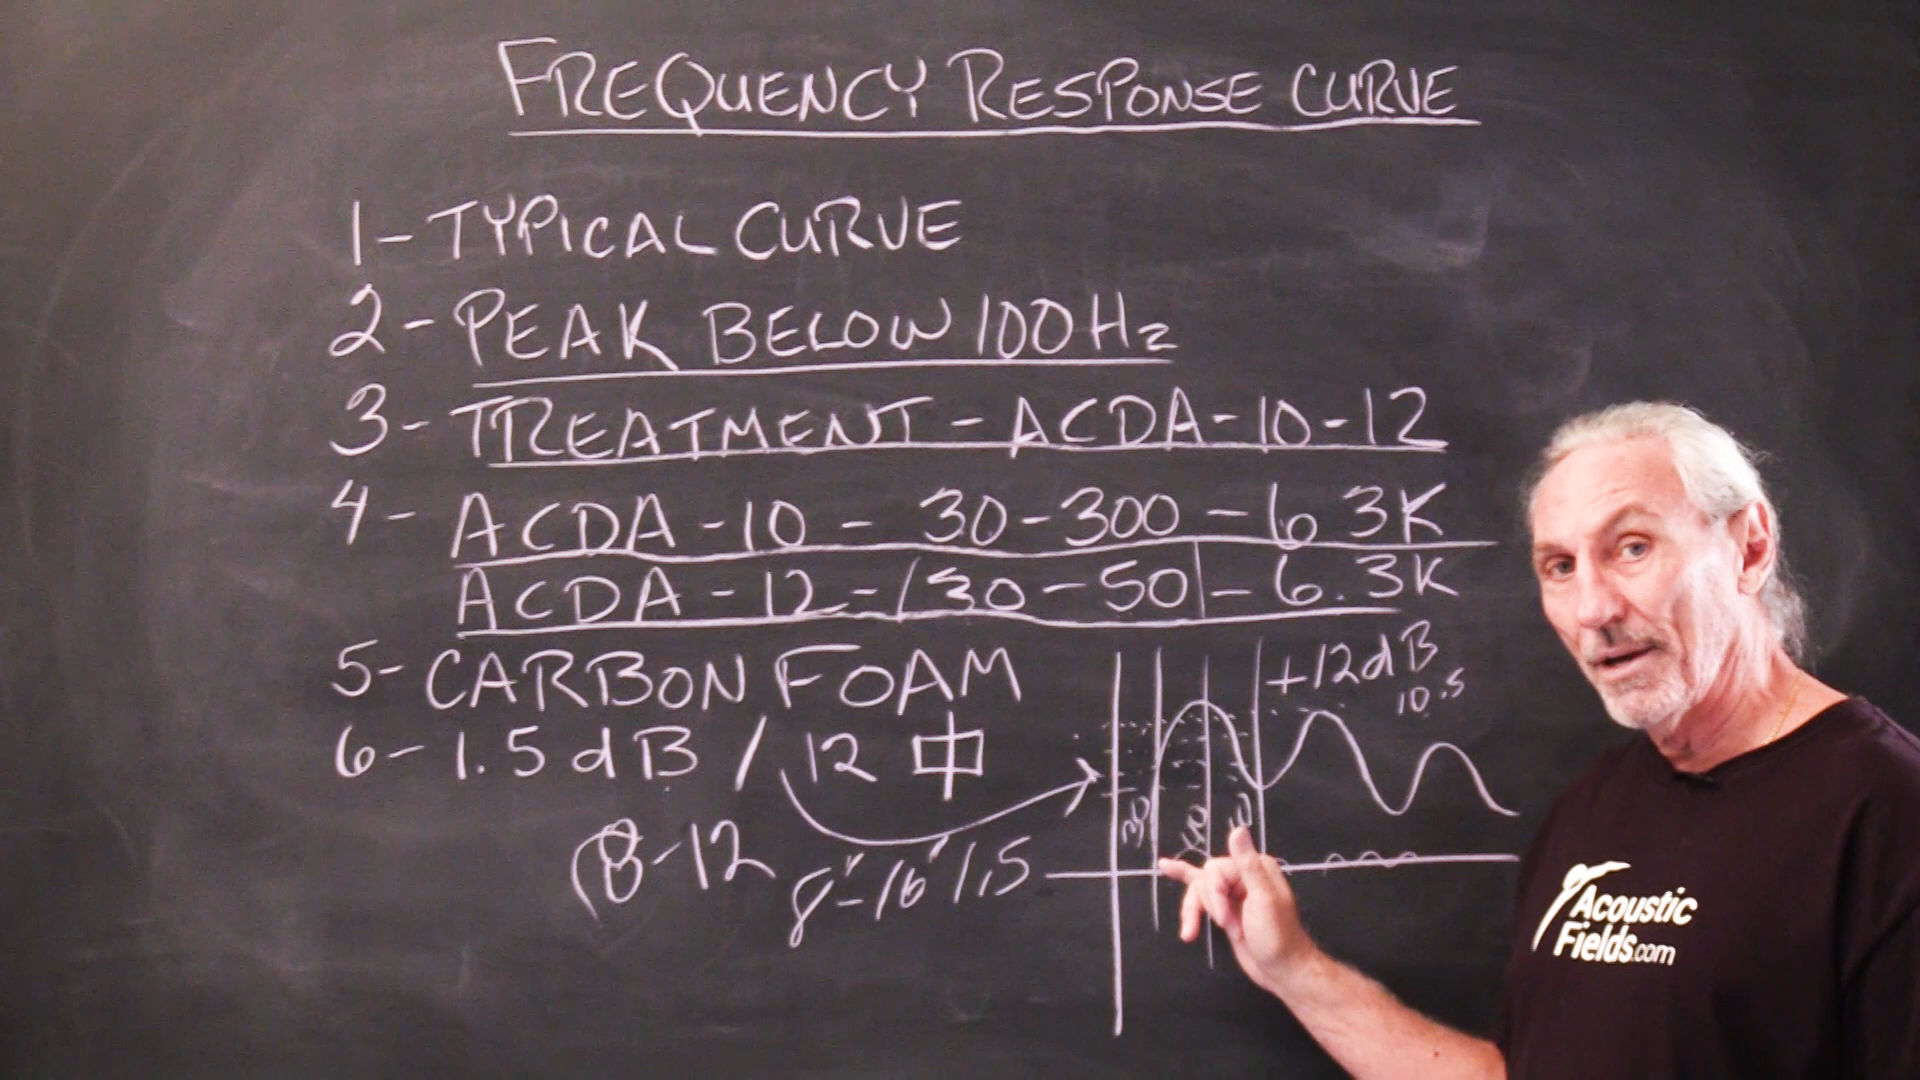 FREQUENCY RESPONSE CURVE
1- TYPICAL CURVE
2- PEAK BELOW 100Hz
3- TREATMENT - ACDA-10-12
4- ACDA-10 - 30-300 - 6.3K
ACDA-12 - 30-50 - 6.3K
5- CARBON FOAM
6- 1.5dB / 12
8-12
8'-16"/1.5
+12dB
10.5
30
40
Acoustic
Fields.com